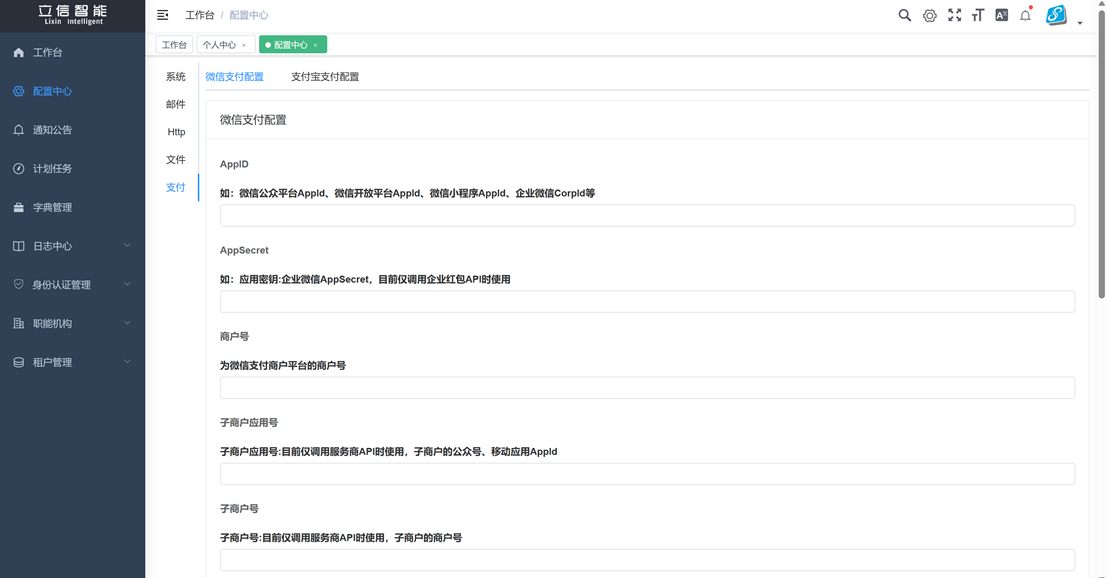 立信智能
Lixin Intelligent
工作台 / 配置中心
工作台
个人中心 ×
配置中心 ×
工作台
配置中心
通知公告
计划任务
字典管理
日志中心
身份认证管理
职能机构
租户管理
系统
邮件
Http
文件
支付
微信支付配置
支付宝支付配置
微信支付配置
AppID
如：微信公众平台AppId、微信开放平台AppId、微信小程序AppId、企业微信CorpId等
AppSecret
如：应用密钥:企业微信AppSecret，目前仅调用企业红包API时使用
商户号
为微信支付商户平台的商户号
子商户应用号
子商户应用号:目前仅调用服务商API时使用，子商户的公众号、移动应用AppId
子商户号
子商户号:目前仅调用服务商API时使用，子商户的商户号